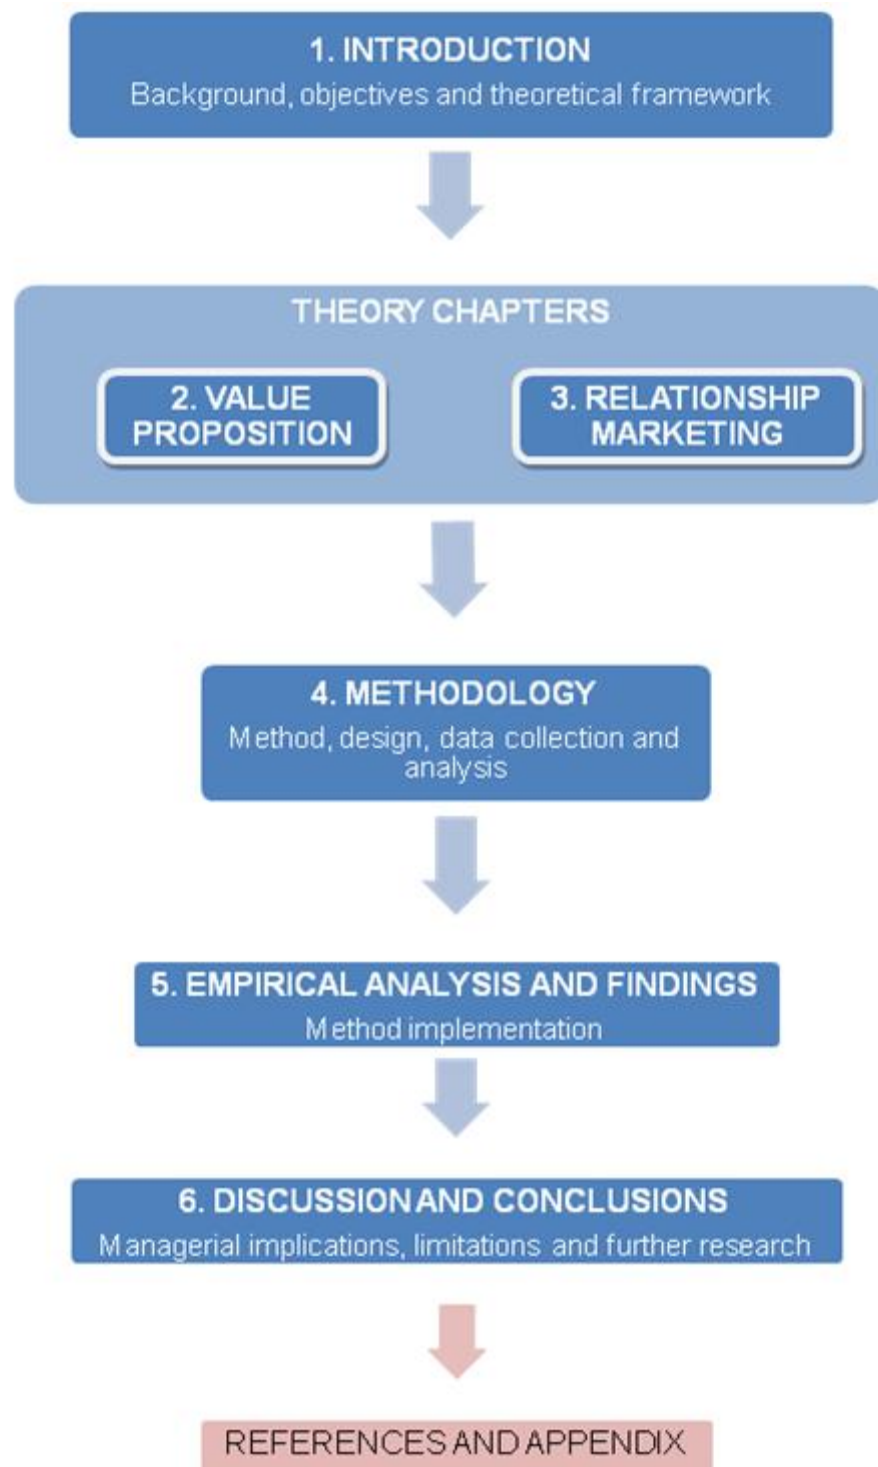 1. INTRODUCTION
Background, objectives and theoretical framework
THEORY CHAPTERS
2. VALUE
PROPOSITION
3. RELATIONSHIP
MARKETING
4. METHODOLOGY
Method, design, data collection and
analysis
5. EMPIRICAL ANALYSIS AND FINDINGS
Method implementation
6. DISCUSSION AND CONCLUSIONS
Managerial implications, limitations and further research
REFERENCES AND APPENDIX